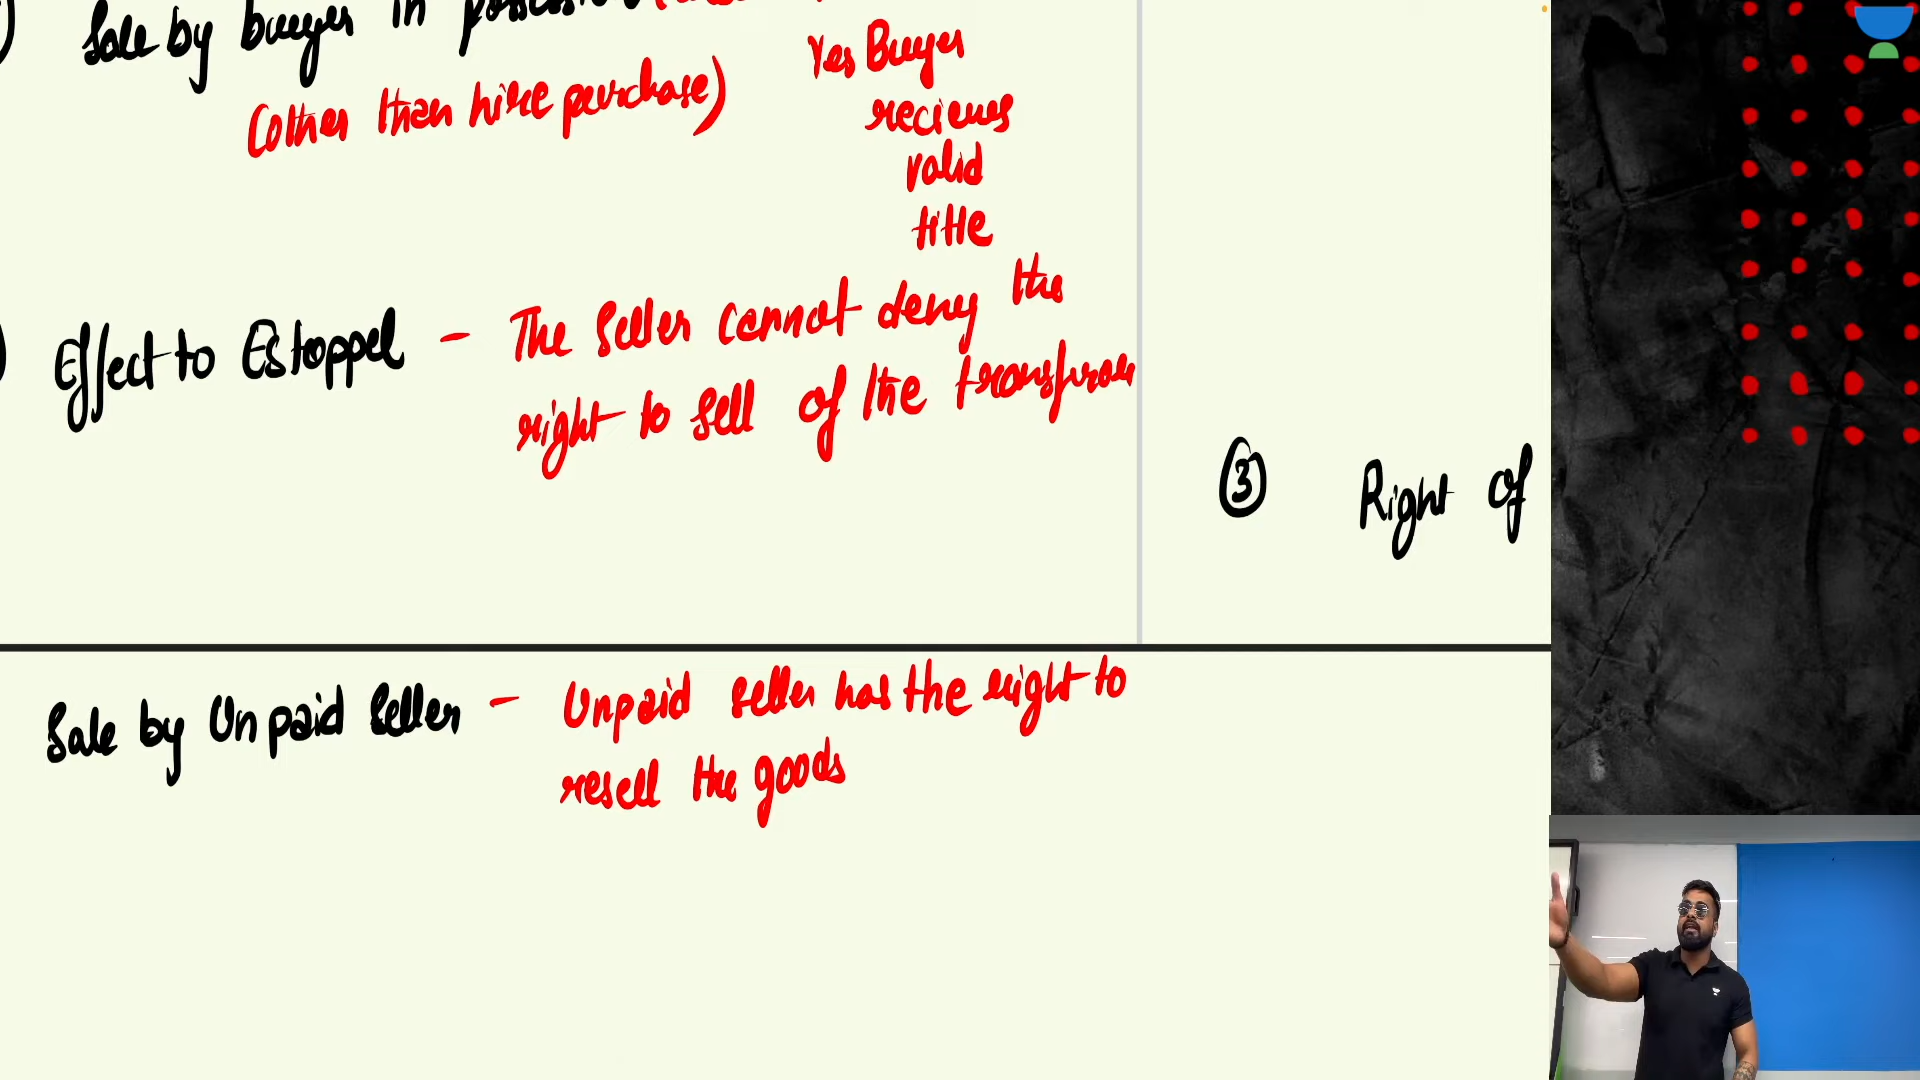 Sale by buyer in
(other than hire purchase)
Yes Buyer
recieves
valid
title
Effect to Estoppel - The Seller cannot deny the
right to sell of the
③ Right of
Sale by Unpaid Seller - Unpaid seller has the right to
resell the goods